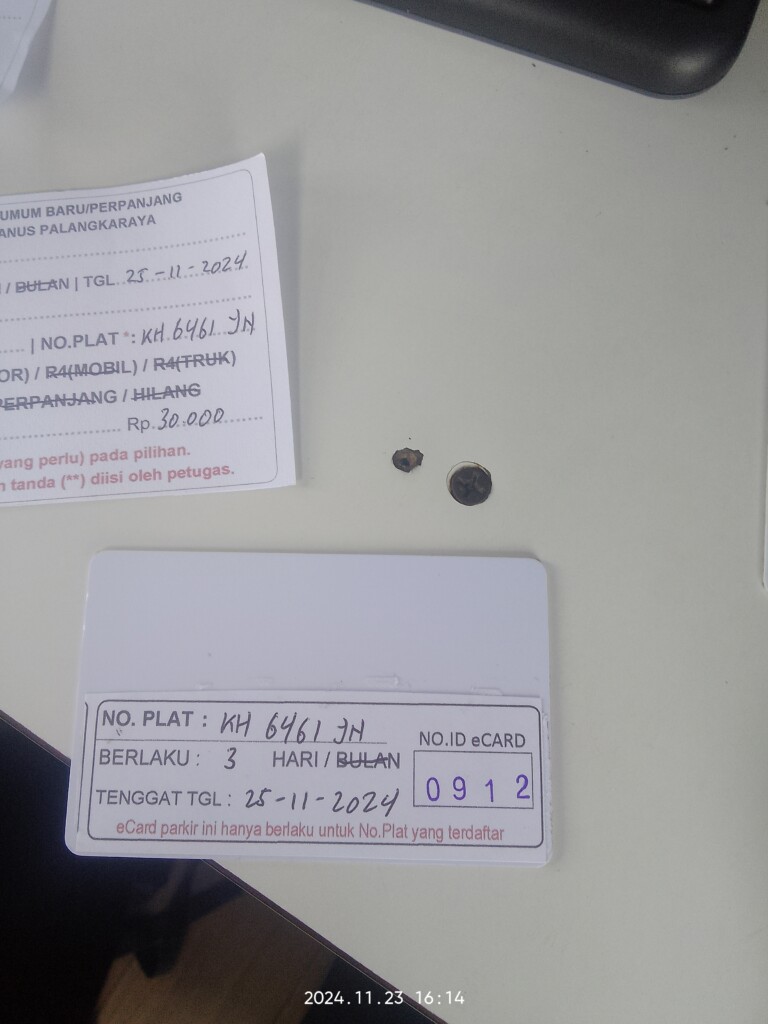 UMUM BARU/PERPANJANG
ANUS PALANGKARAYA
/ BULAN | TGL 25-11-2024
| NO.PLAT *: KH 6461 JN
OR) / R4(MOBIL) / R4(TRUK)
PERPANJANG / HILANG
Rp.30.000
yang perlu) pada pilihan.
n tanda (**) diisi oleh petugas.
NO. PLAT : KH 6461 JN
NO.ID eCARD
BERLAKU : 3 HARI / BULAN
0912
TENGGAT TGL : 25-11-2024
eCard parkir ini hanya berlaku untuk No.Plat yang terdaftar
2024.11.23 16:14